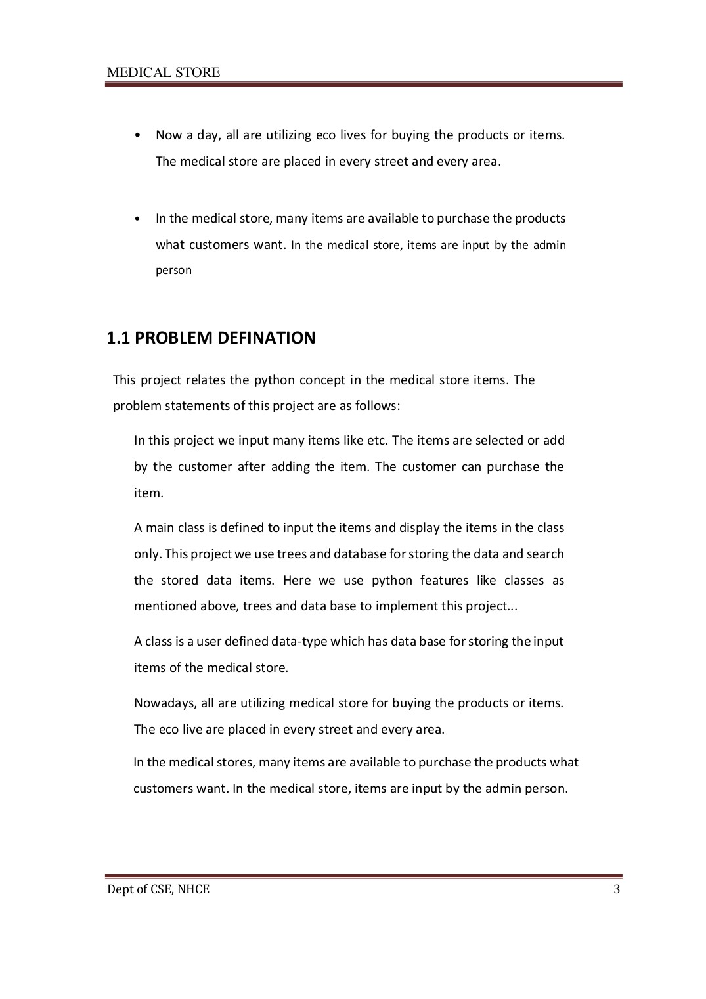 MEDICAL STORE
• Now a day, all are utilizing eco lives for buying the products or items.
The medical store are placed in every street and every area.
• In the medical store, many items are available to purchase the products
what customers want. In the medical store, items are input by the admin
person
1.1 PROBLEM DEFINATION
This project relates the python concept in the medical store items. The
problem statements of this project are as follows:
In this project we input many items like etc. The items are selected or add
by the customer after adding the item. The customer can purchase the
item.
A main class is defined to input the items and display the items in the class
only. This project we use trees and database for storing the data and search
the stored data items. Here we use python features like classes as
mentioned above, trees and data base to implement this project...
A class is a user defined data-type which has data base for storing the input
items of the medical store.
Nowadays, all are utilizing medical store for buying the products or items.
The eco live are placed in every street and every area.
In the medical stores, many items are available to purchase the products what
customers want. In the medical store, items are input by the admin person.
Dept of CSE, NHCE 3